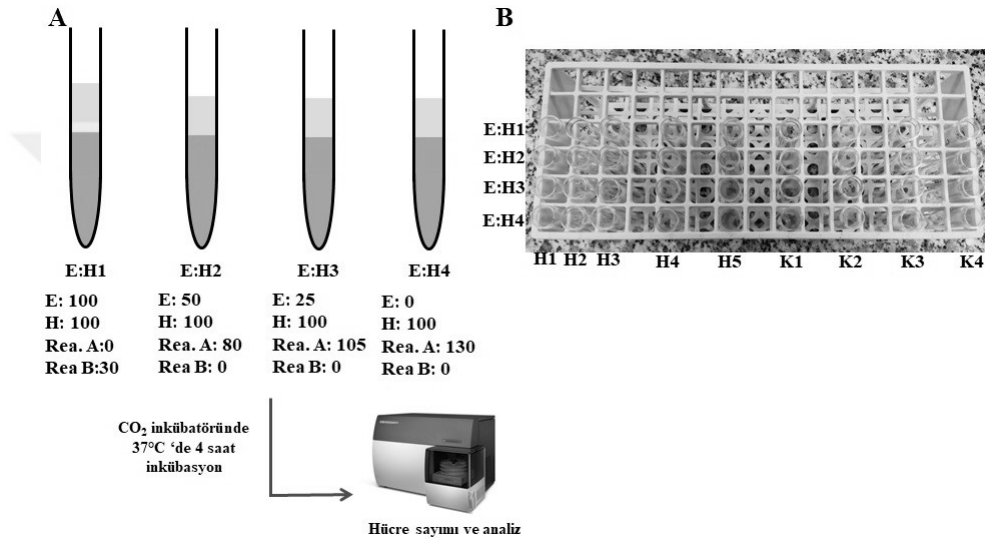 A
E:H1 E:H2 E:H3 E:H4
E: 100
H: 100
Rea. A:0
Rea B:30
E: 50
H: 100
Rea. A: 80
Rea B: 0
E: 25
H: 100
Rea. A: 105
Rea B: 0
E: 0
H: 100
Rea. A: 130
Rea B: 0
CO₂ inkübatöründe
37°C ‘de 4 saat
inkübasyon
Hücre sayımı ve analiz
B
E:H1
E:H2
E:H3
E:H4
H1 H2 H3 H4 H5 K1 K2 K3 K4